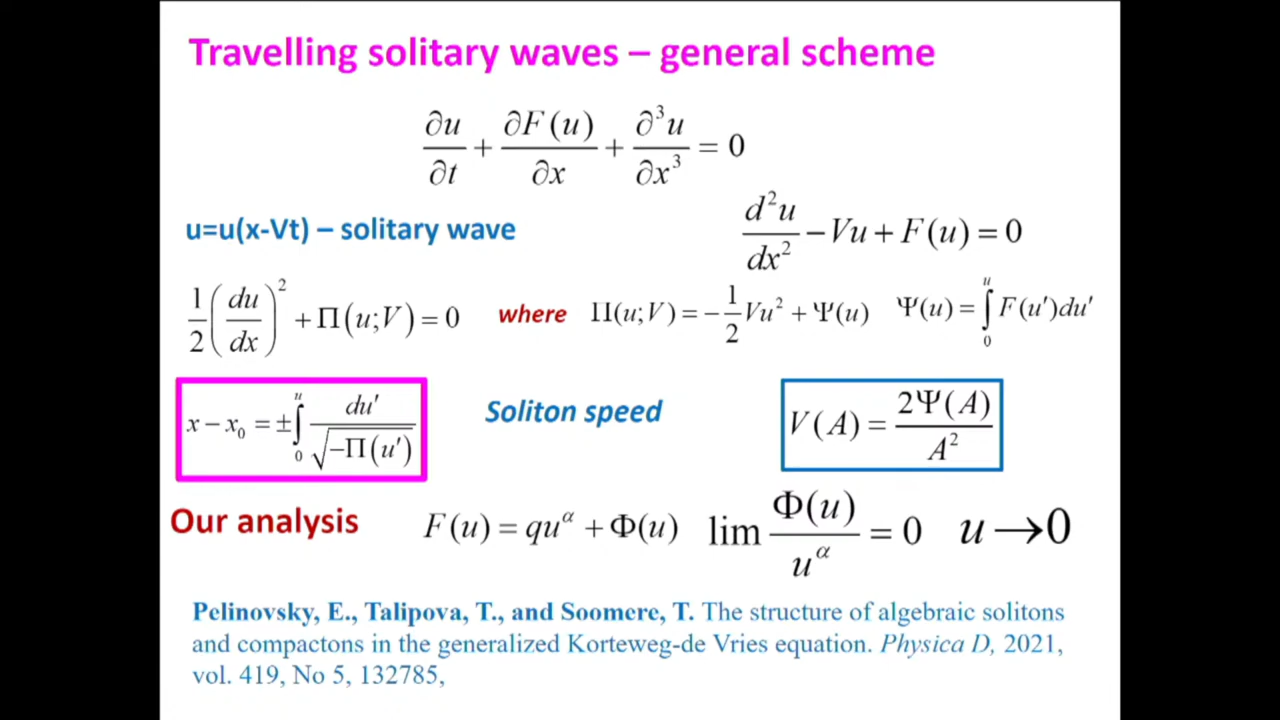 Travelling solitary waves – general scheme
∂u/∂t + ∂F(u)/∂x + ∂³u/∂x³ = 0
u=u(x-Vt) – solitary wave
d²u/dx² − Vu + F(u) = 0
1/2 (du/dx)² + Π(u;V) = 0 where Π(u;V) = −1/2 Vu² + Ψ(u) Ψ(u) = ∫₀ᵘ F(u′)du′
x − x₀ = ±∫₀ᵘ du′/√(−Π(u′)) Soliton speed V(A) = 2Ψ(A)/A²
Our analysis F(u) = qu^α + Φ(u) lim Φ(u)/u^α = 0 u → 0
Pelinovsky, E., Talipova, T., and Soomere, T. The structure of algebraic solitons
and compactons in the generalized Korteweg-de Vries equation. Physica D, 2021,
vol. 419, No 5, 132785,